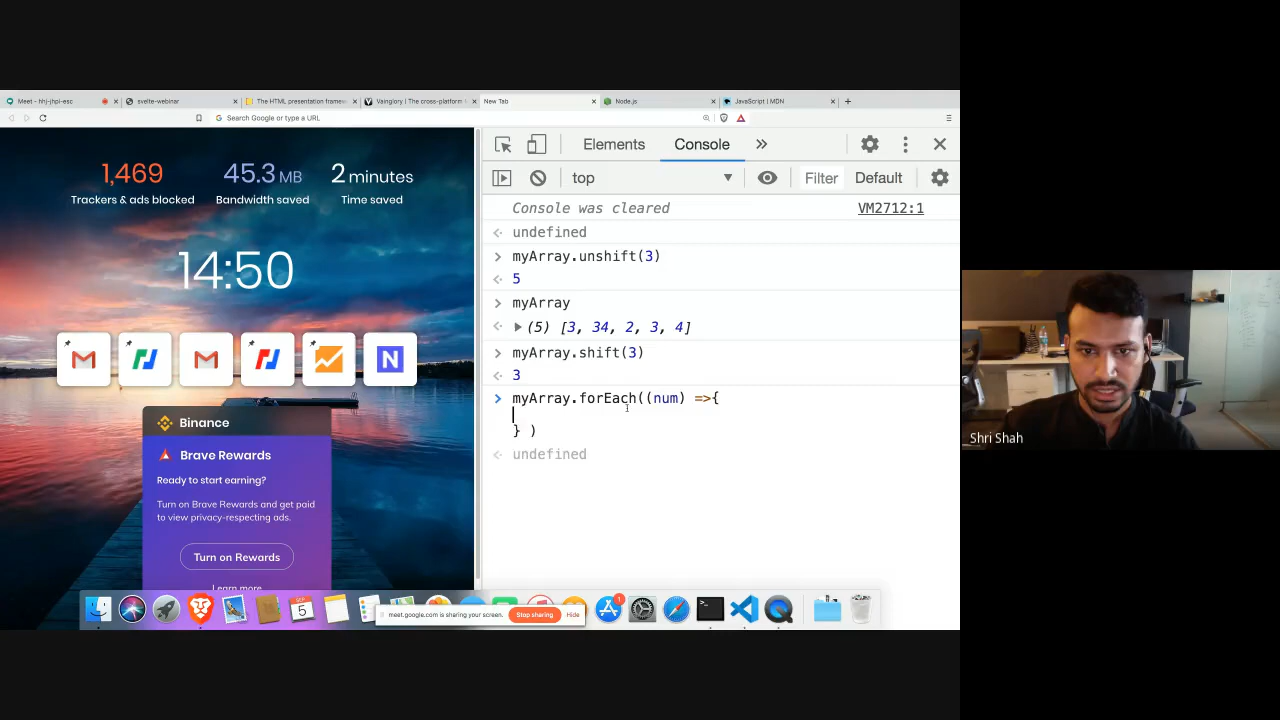 Meet - hhj-jhpi-esc
svelte-webinar
The HTML presentation framew
Vainglory | The cross-platform
New Tab
Node.js
JavaScript | MDN
Search Google or type a URL
1,469
Trackers & ads blocked
45.3 MB
Bandwidth saved
2 minutes
Time saved
14:50
Binance
Brave Rewards
Ready to start earning?
Turn on Brave Rewards and get paid
to view privacy-respecting ads.
Turn on Rewards
Learn more
Elements
Console
top
Filter
Default
Console was cleared
VM2712:1
undefined
myArray.unshift(3)
5
myArray
(5) [3, 34, 2, 3, 4]
myArray.shift(3)
3
myArray.forEach((num) =>{
} )
undefined
SEP
5
1
meet.google.com is sharing your screen.
Stop sharing
Hide
Shri Shah